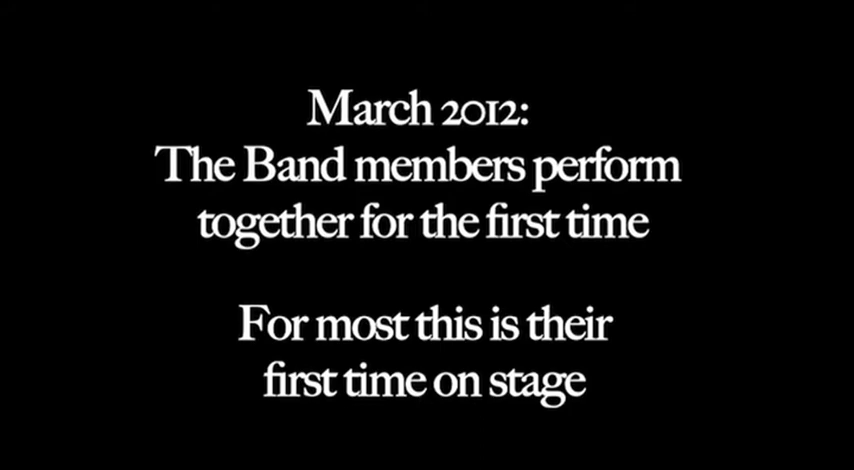 March 2012:
The Band members perform
together for the first time
For most this is their
first time on stage